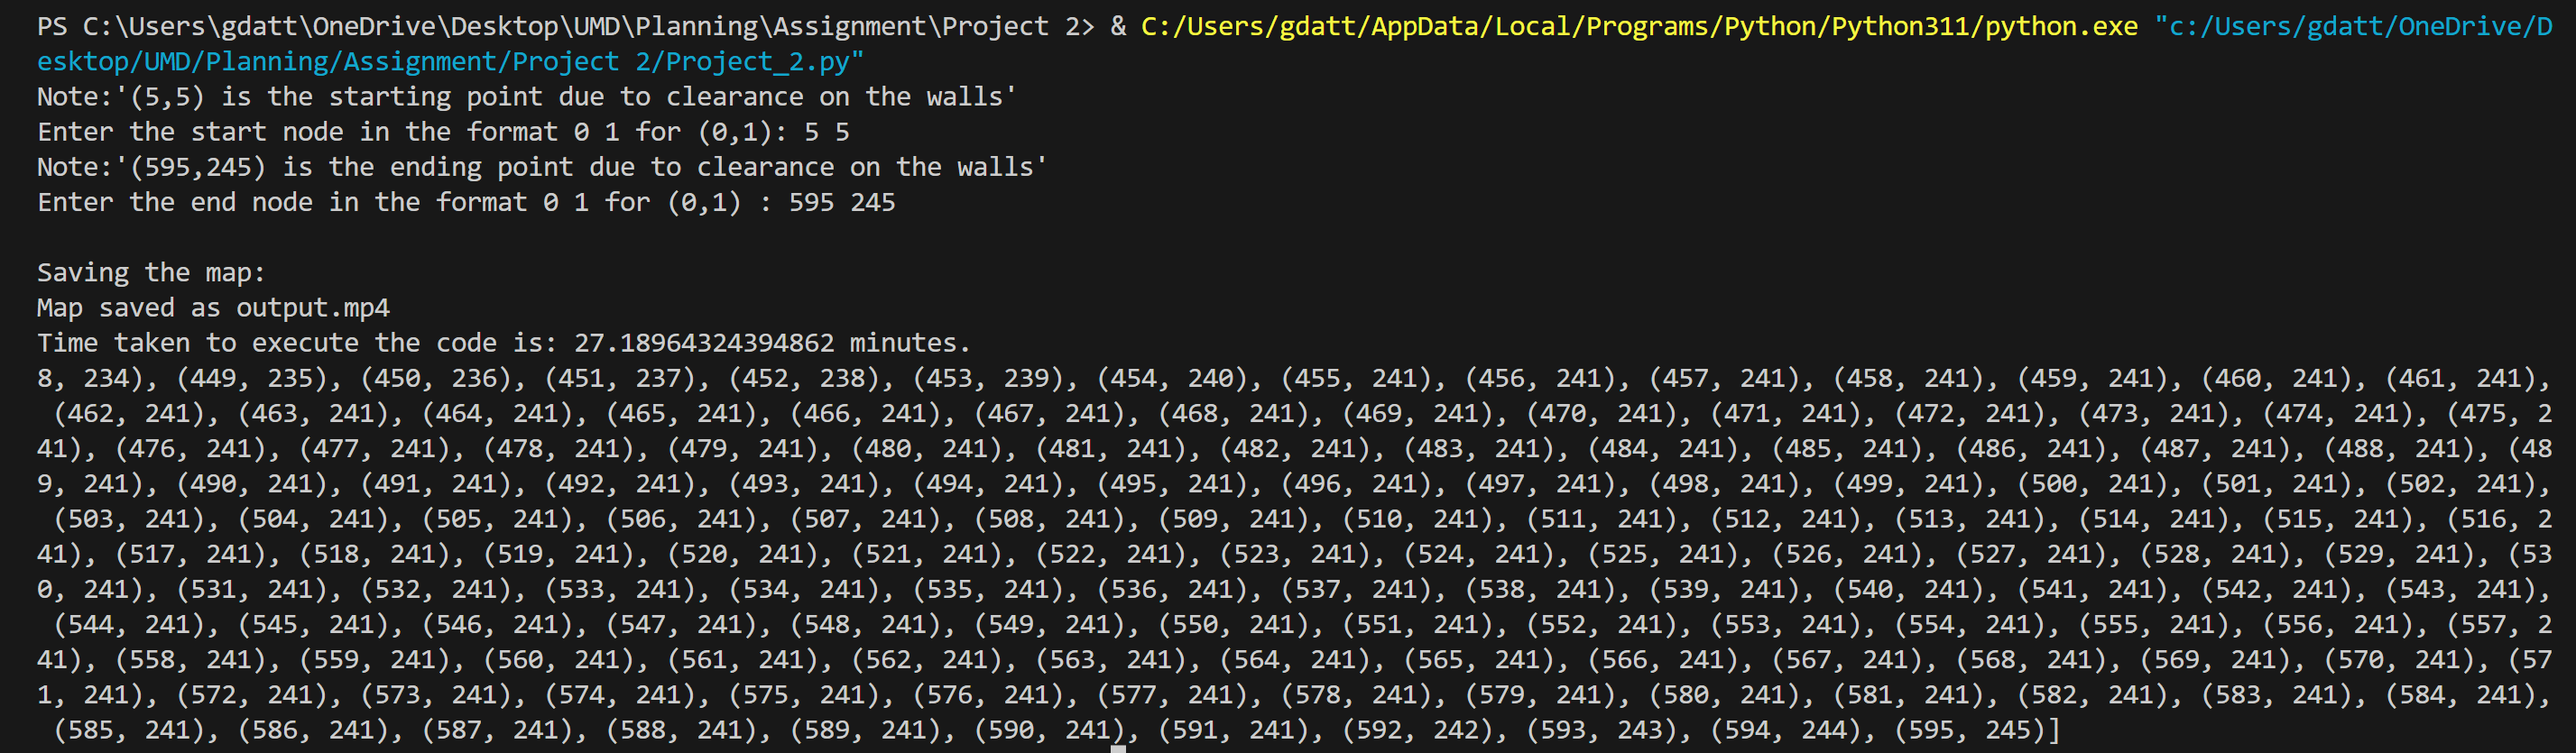 PS C:\Users\gdatt\OneDrive\Desktop\UMD\Planning\Assignment\Project 2> & C:/Users/gdatt/AppData/Local/Programs/Python/Python311/python.exe "c:/Users/gdatt/OneDrive/D
esktop/UMD/Planning/Assignment/Project 2/Project_2.py"
Note:'(5,5) is the starting point due to clearance on the walls'
Enter the start node in the format 0 1 for (0,1): 5 5
Note:'(595,245) is the ending point due to clearance on the walls'
Enter the end node in the format 0 1 for (0,1) : 595 245
Saving the map:
Map saved as output.mp4
Time taken to execute the code is: 27.18964324394862 minutes.
8, 234), (449, 235), (450, 236), (451, 237), (452, 238), (453, 239), (454, 240), (455, 241), (456, 241), (457, 241), (458, 241), (459, 241), (460, 241), (461, 241),
(462, 241), (463, 241), (464, 241), (465, 241), (466, 241), (467, 241), (468, 241), (469, 241), (470, 241), (471, 241), (472, 241), (473, 241), (474, 241), (475, 2
41), (476, 241), (477, 241), (478, 241), (479, 241), (480, 241), (481, 241), (482, 241), (483, 241), (484, 241), (485, 241), (486, 241), (487, 241), (488, 241), (48
9, 241), (490, 241), (491, 241), (492, 241), (493, 241), (494, 241), (495, 241), (496, 241), (497, 241), (498, 241), (499, 241), (500, 241), (501, 241), (502, 241),
(503, 241), (504, 241), (505, 241), (506, 241), (507, 241), (508, 241), (509, 241), (510, 241), (511, 241), (512, 241), (513, 241), (514, 241), (515, 241), (516, 2
41), (517, 241), (518, 241), (519, 241), (520, 241), (521, 241), (522, 241), (523, 241), (524, 241), (525, 241), (526, 241), (527, 241), (528, 241), (529, 241), (53
0, 241), (531, 241), (532, 241), (533, 241), (534, 241), (535, 241), (536, 241), (537, 241), (538, 241), (539, 241), (540, 241), (541, 241), (542, 241), (543, 241),
(544, 241), (545, 241), (546, 241), (547, 241), (548, 241), (549, 241), (550, 241), (551, 241), (552, 241), (553, 241), (554, 241), (555, 241), (556, 241), (557, 2
41), (558, 241), (559, 241), (560, 241), (561, 241), (562, 241), (563, 241), (564, 241), (565, 241), (566, 241), (567, 241), (568, 241), (569, 241), (570, 241), (57
1, 241), (572, 241), (573, 241), (574, 241), (575, 241), (576, 241), (577, 241), (578, 241), (579, 241), (580, 241), (581, 241), (582, 241), (583, 241), (584, 241),
(585, 241), (586, 241), (587, 241), (588, 241), (589, 241), (590, 241), (591, 241), (592, 242), (593, 243), (594, 244), (595, 245)]